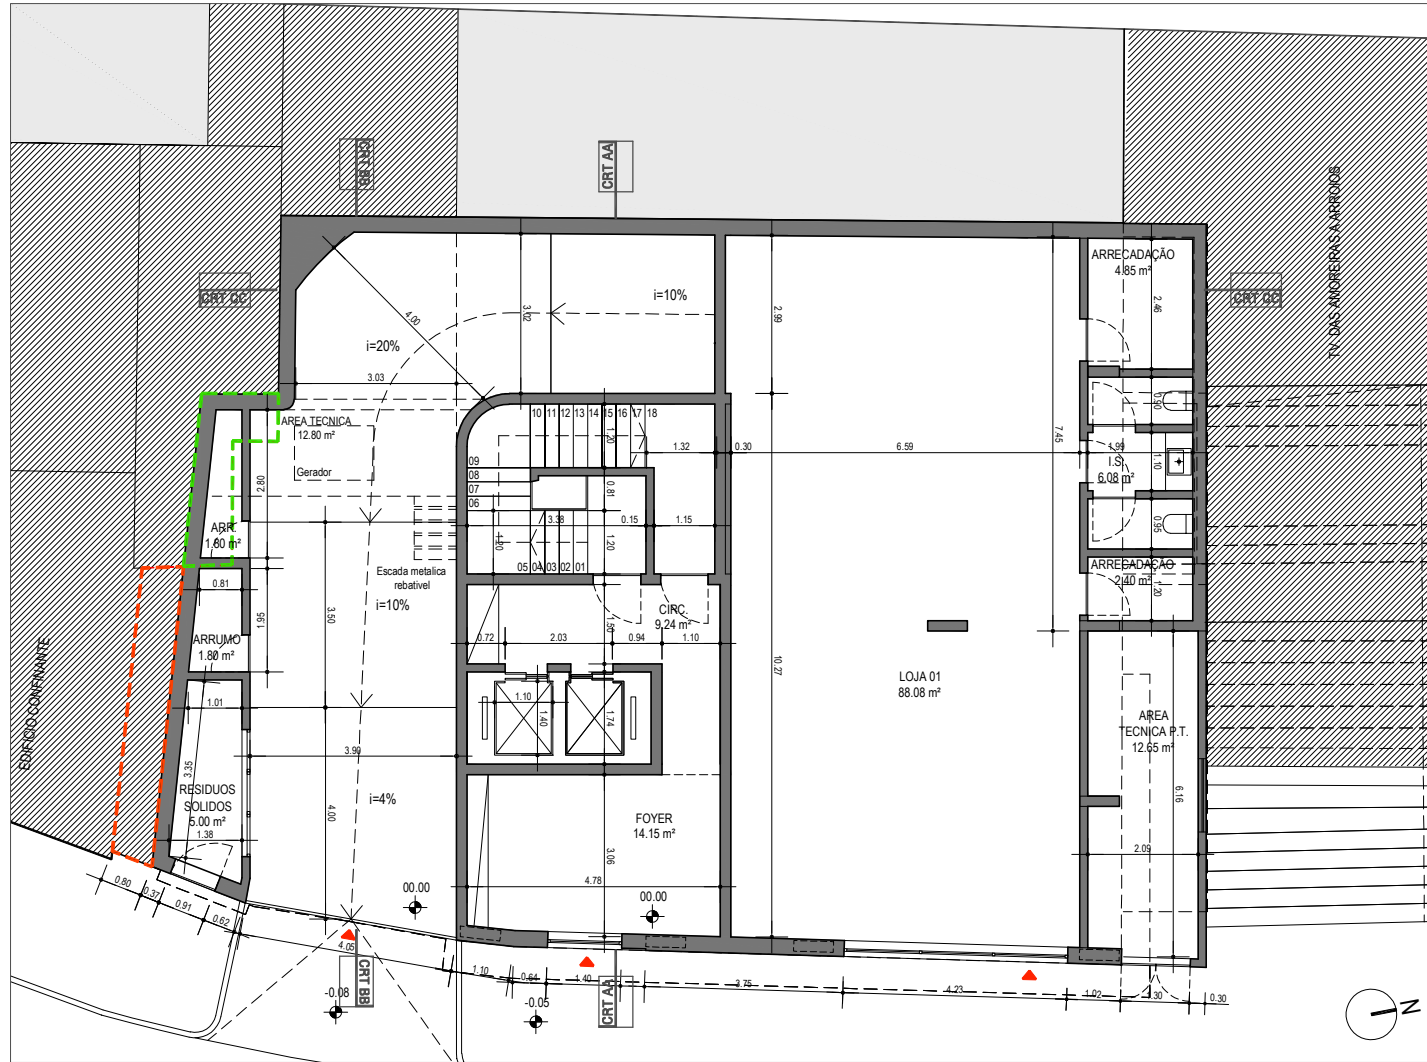 CRT BB
CRT AA
TV. DAS AMOREIRAS A ARROIOS
ARRECADAÇÃO
4.85 m²
CRT CC
CRT CC
i=10%
3.02
2.99
2.46
4.00
i=20%
3.03
AREA TECNICA
12.80 m²
10 11 12 13 14 15 16 17 18
1.20
0.90
7.45
1.32
0.30
6.59
1.99
I.S.
6.08 m²
1.10
Gerador
09
08
07
06
2.80
0.81
3.38
0.15
1.15
0.95
ARR.
1.80 m²
1.20
1.20
Escada metalica
rebativel
05 04 03 02 01
ARRECADAÇÃO
2.40 m²
1.20
0.81
i=10%
3.50
1.95
CIRC.
9.24 m²
1.50
0.72
2.03
0.94
1.10
ARRUMO
1.80 m²
EDIFICIO CONFINANTE
10.27
LOJA 01
88.08 m²
1.01
1.10
1.40
1.74
AREA
TECNICA P.T.
12.65 m²
3.99
3.35
RESIDUOS
SOLIDOS
5.00 m²
i=4%
4.00
6.16
FOYER
14.15 m²
1.38
3.06
2.09
4.78
00.00
00.00
0.80
0.37
0.91
0.62
4.05
1.10
0.64
1.40
3.75
4.23
1.02
1.30
0.30
CRT BB
CRT AA
-0.08
-0.05
N